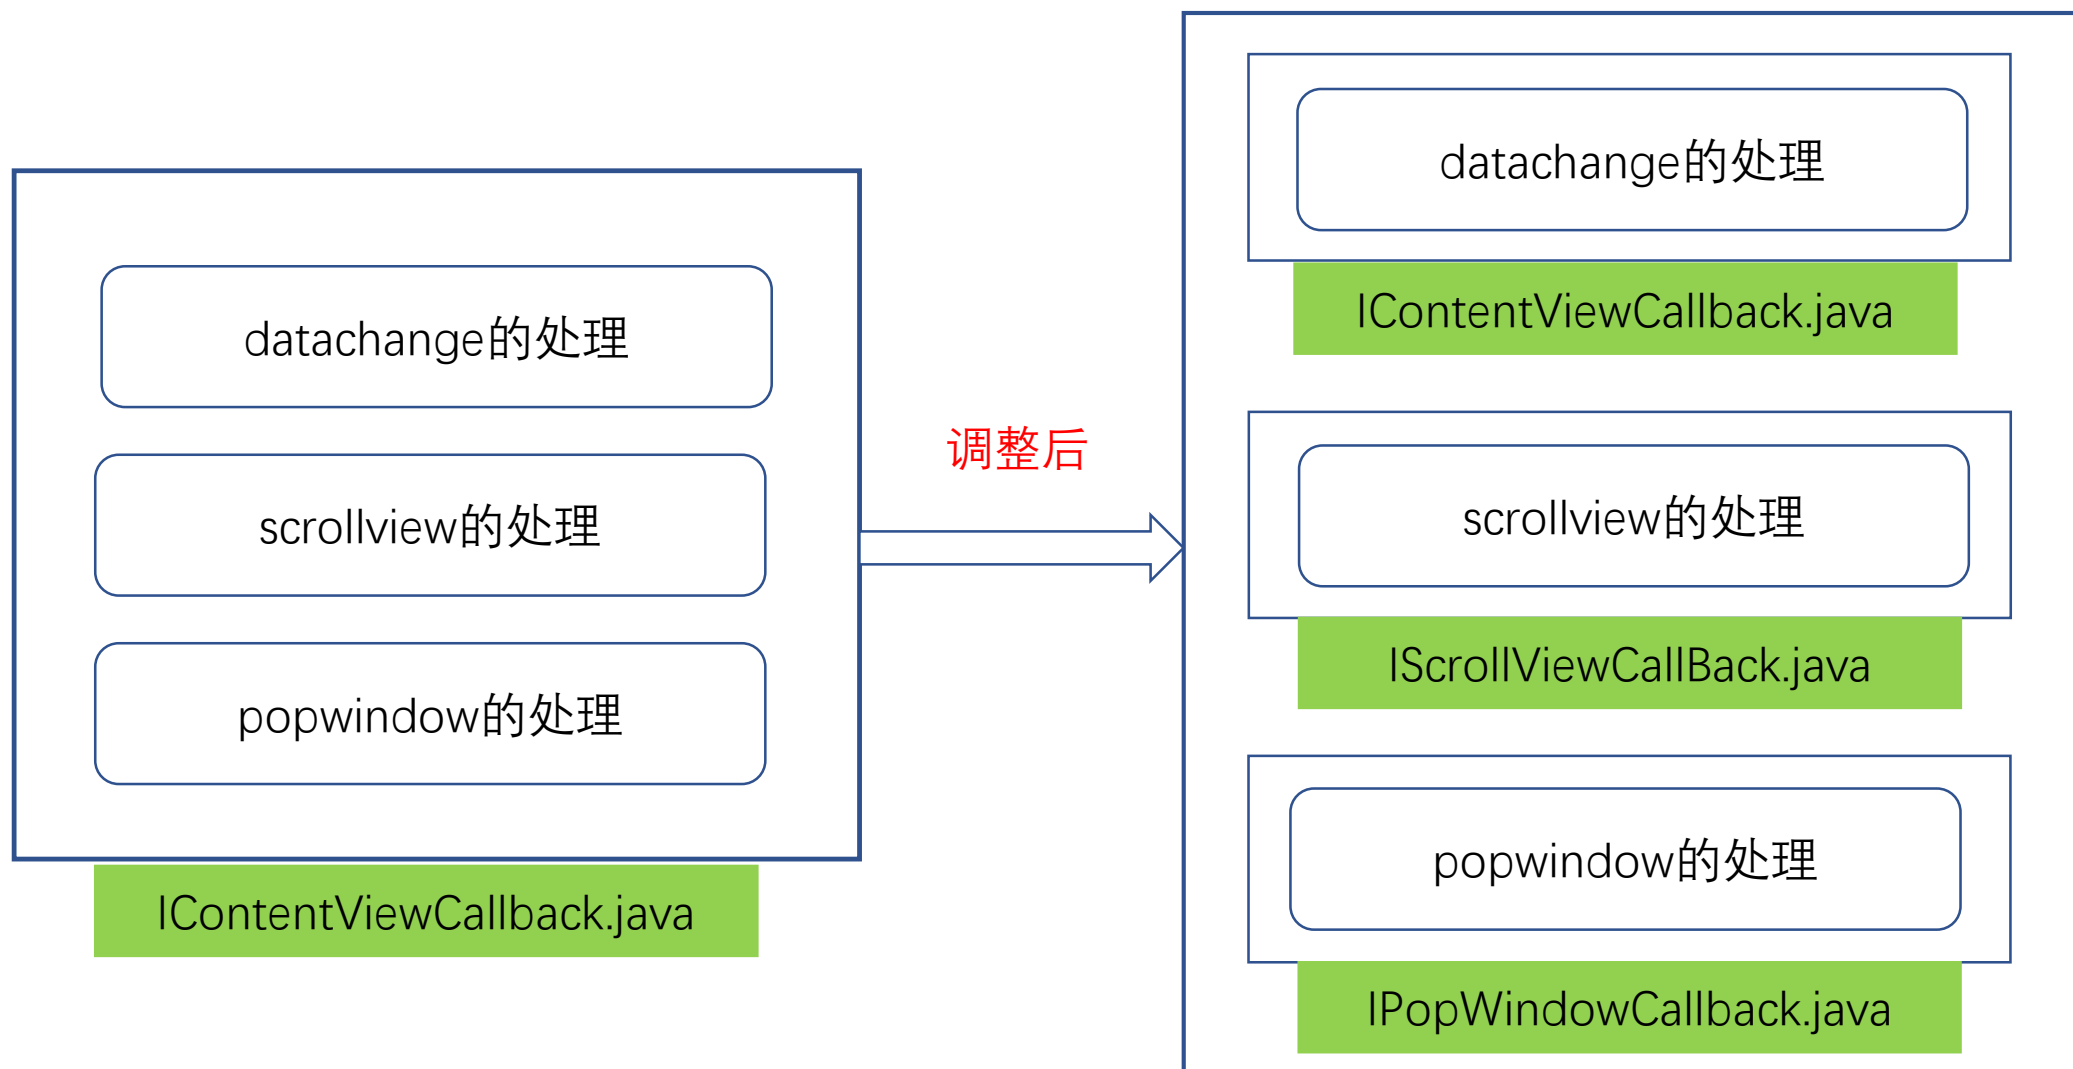 datachange的处理
scrollview的处理
popwindow的处理
IContentViewCallback.java
调整后
datachange的处理
IContentViewCallback.java
scrollview的处理
IScrollViewCallBack.java
popwindow的处理
IPopWindowCallback.java